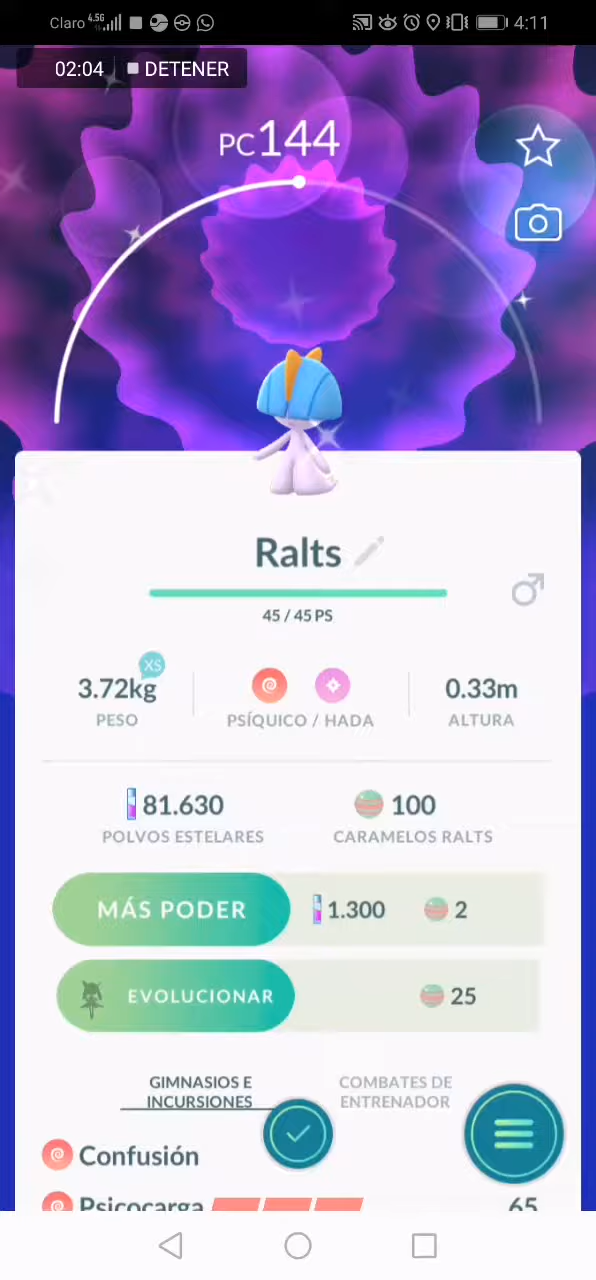 Claro 4.5G 4:11
02:04 DETENER
PC144
Ralts
45 / 45 PS
XS
3.72kg
PESO
PSÍQUICO / HADA
0.33m
ALTURA
81.630
POLVOS ESTELARES
100
CARAMELOS RALTS
MÁS PODER 1.300 2
EVOLUCIONAR 25
GIMNASIOS E
INCURSIONES
COMBATES DE
ENTRENADOR
Confusión
Psicocarga 65